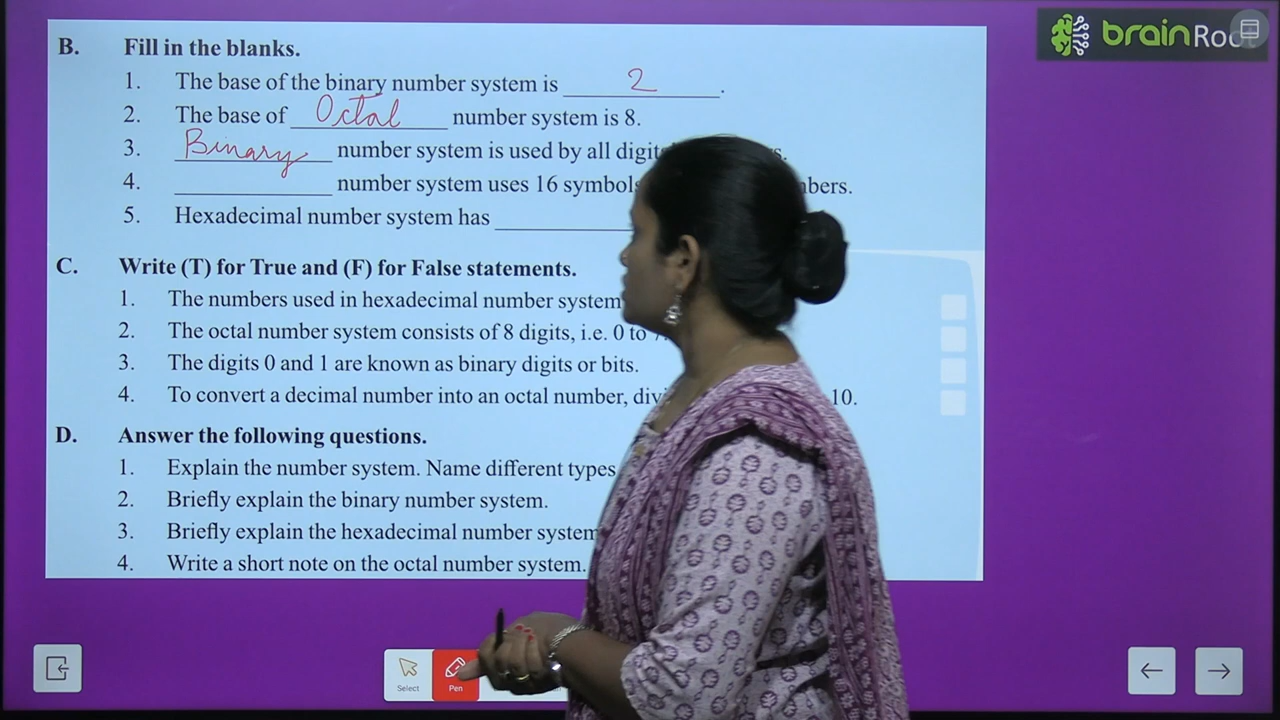 brainRoo
B. Fill in the blanks.
1. The base of the binary number system is 2.
2. The base of Octal number system is 8.
3. Binary number system is used by all
4. number system uses 16 symbols
5. Hexadecimal number system has
C. Write (T) for True and (F) for False statements.
1. The numbers used in hexadecimal number system
2. The octal number system consists of 8 digits, i.e. 0 to
3. The digits 0 and 1 are known as binary digits or bits.
4. To convert a decimal number into an octal number, 10.
D. Answer the following questions.
1. Explain the number system. Name different types
2. Briefly explain the binary number system.
3. Briefly explain the hexadecimal number system
4. Write a short note on the octal number system.
Select Pen